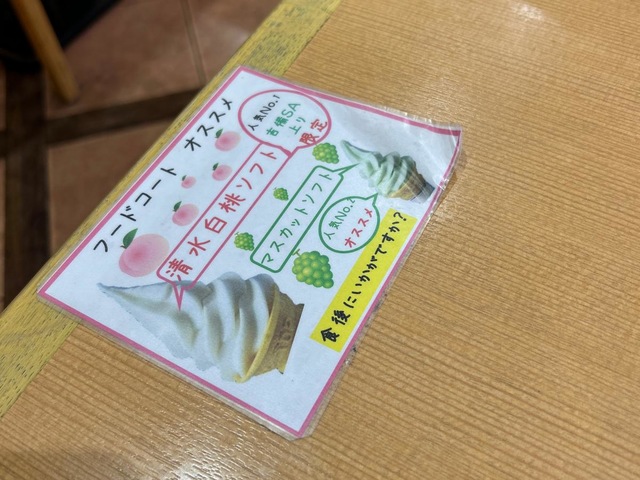 フードコート オススメ
人気No.1
吉備SA
上り
限定
清水白桃ソフト
マスカットソフト
人気No.2
オススメ
食後にいかがですか?